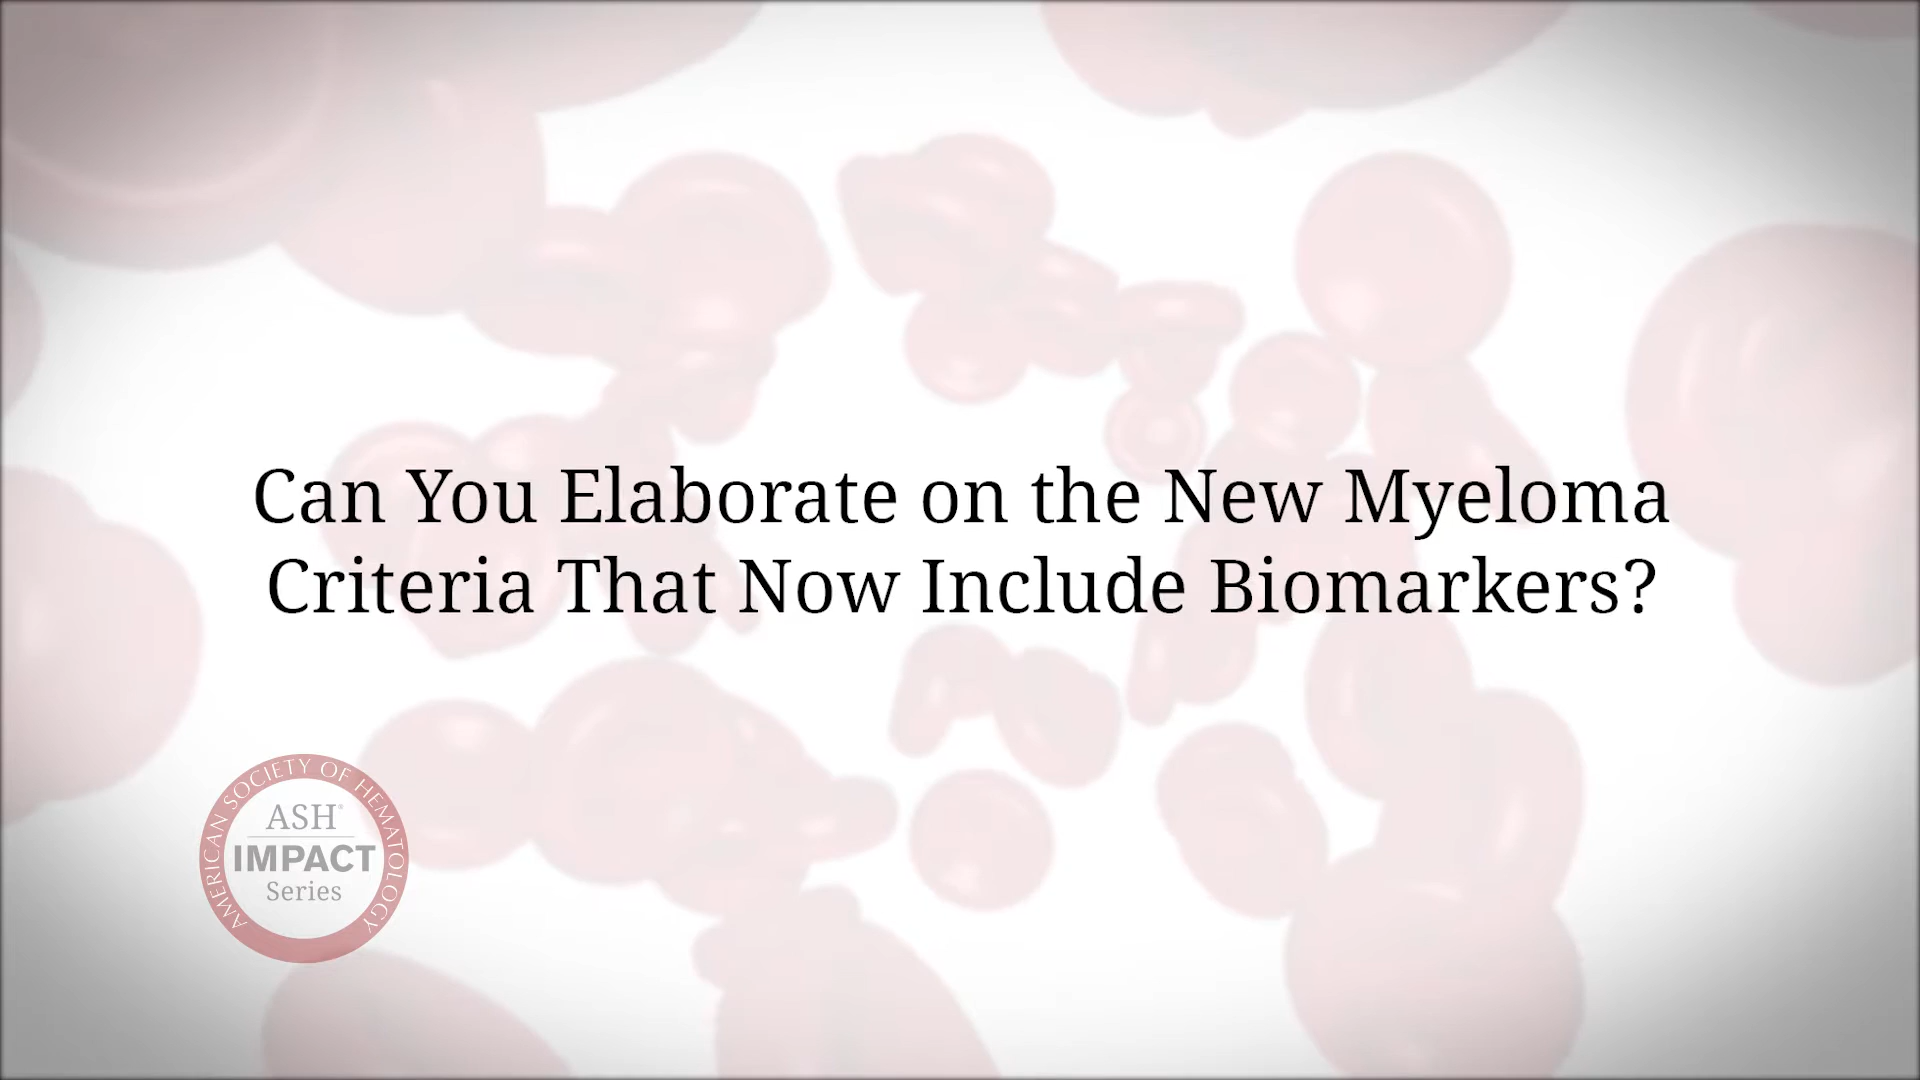 Can You Elaborate on the New Myeloma
Criteria That Now Include Biomarkers?
AMERICAN SOCIETY OF HEMATOLOGY
ASH®
IMPACT
Series